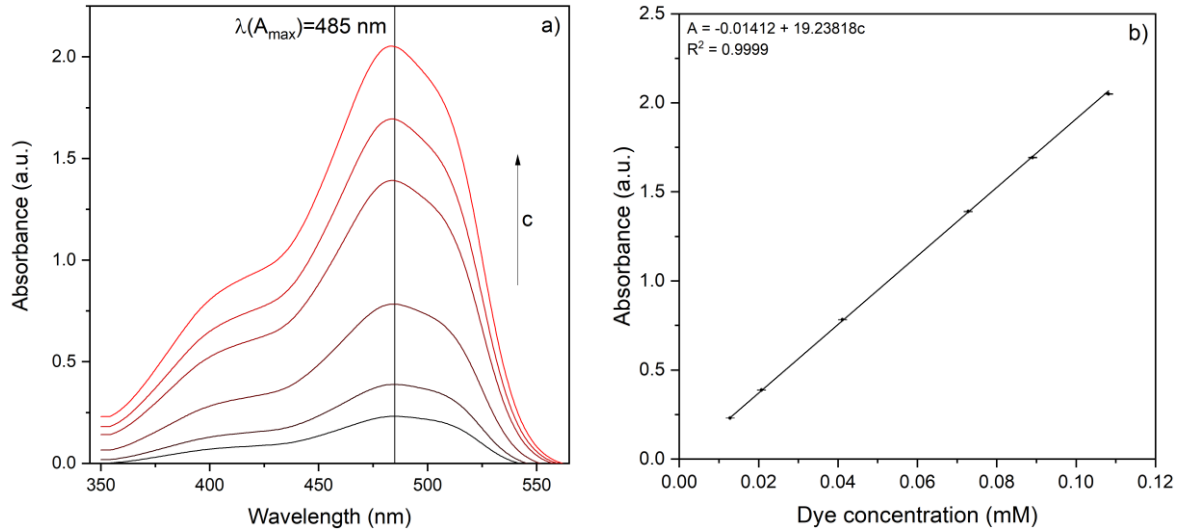 λ(Aₘₐₓ)=485 nm
a)
2.0
1.5
1.0
0.5
0.0
Absorbance (a.u.)
c
350
400
450
500
550
Wavelength (nm)
A = -0.01412 + 19.23818c
R² = 0.9999
b)
2.5
2.0
1.5
1.0
0.5
0.0
Absorbance (a.u.)
0.00
0.02
0.04
0.06
0.08
0.10
0.12
Dye concentration (mM)